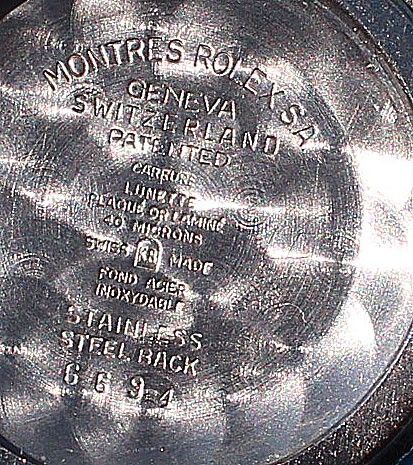 MONTRES ROLEX SA
GENEVA
SWITZERLAND
PATENTED
CARRURE
LUNETTE
PLAQUE OR LAMINE
40 MICRONS
SWISS MADE
FOND ACIER
INOXYDABLE
STAINLESS
STEEL BACK
6694